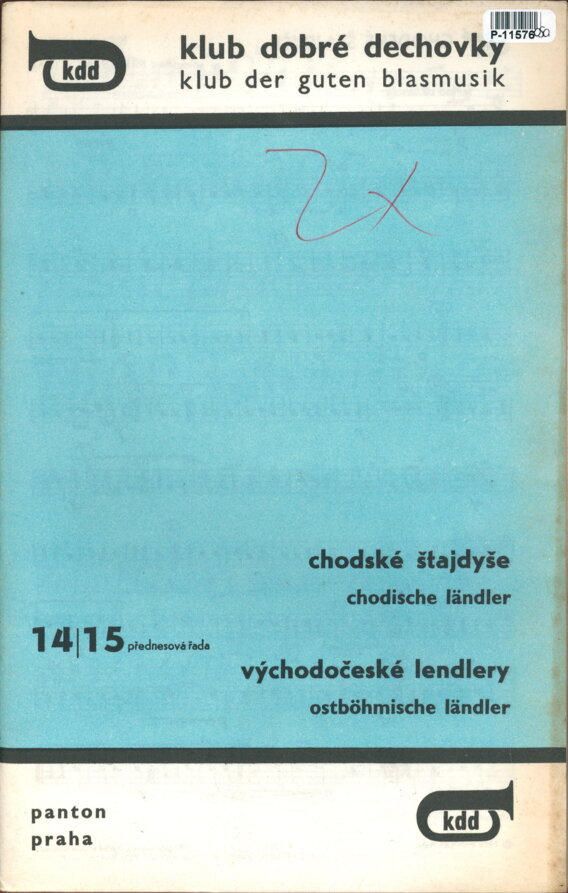 P-11576
kdd
klub dobré dechovky
klub der guten blasmusik
2x
chodské štajdyše
chodische ländler
14|15 přednesová řada
východočeské lendlery
ostböhmische ländler
panton
praha
kdd